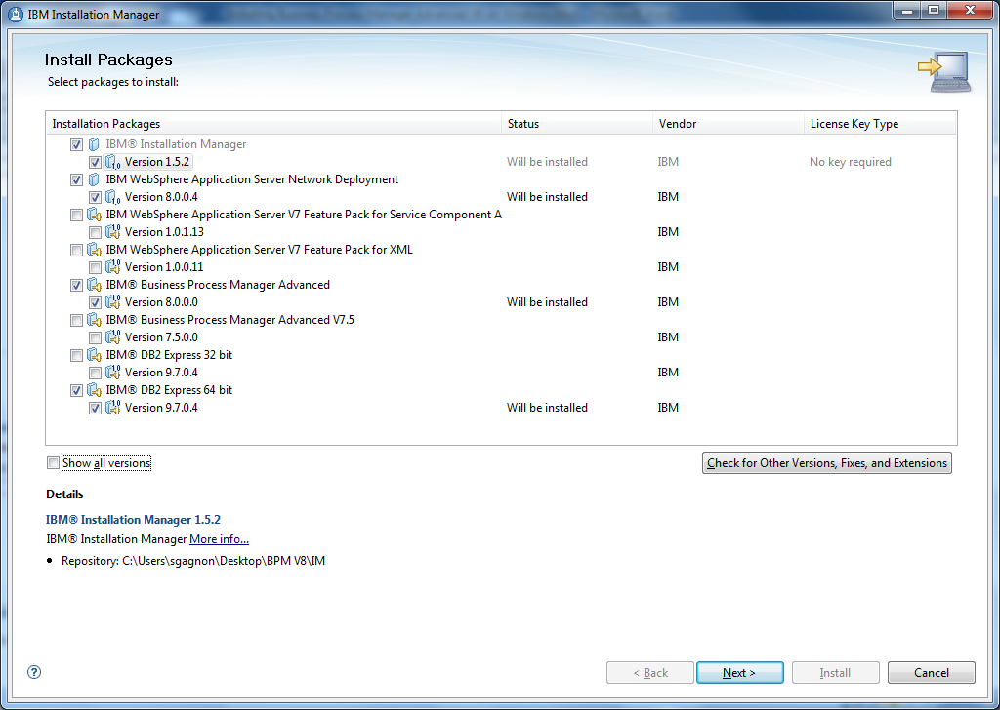 IBM Installation Manager
Install Packages
Select packages to install:
Installation Packages Status Vendor License Key Type
IBM® Installation Manager
Version 1.5.2 Will be installed IBM No key required
IBM WebSphere Application Server Network Deployment
Version 8.0.0.4 Will be installed IBM
IBM WebSphere Application Server V7 Feature Pack for Service Component A
Version 1.0.1.13 IBM
IBM WebSphere Application Server V7 Feature Pack for XML
Version 1.0.0.11 IBM
IBM® Business Process Manager Advanced
Version 8.0.0.0 Will be installed IBM
IBM® Business Process Manager Advanced V7.5
Version 7.5.0.0 IBM
IBM® DB2 Express 32 bit
Version 9.7.0.4 IBM
IBM® DB2 Express 64 bit
Version 9.7.0.4 Will be installed IBM
Show all versions Check for Other Versions, Fixes, and Extensions
Details
IBM® Installation Manager 1.5.2
IBM® Installation Manager More info...
• Repository: C:\Users\sgagnon\Desktop\BPM V8\IM
? < Back Next > Install Cancel